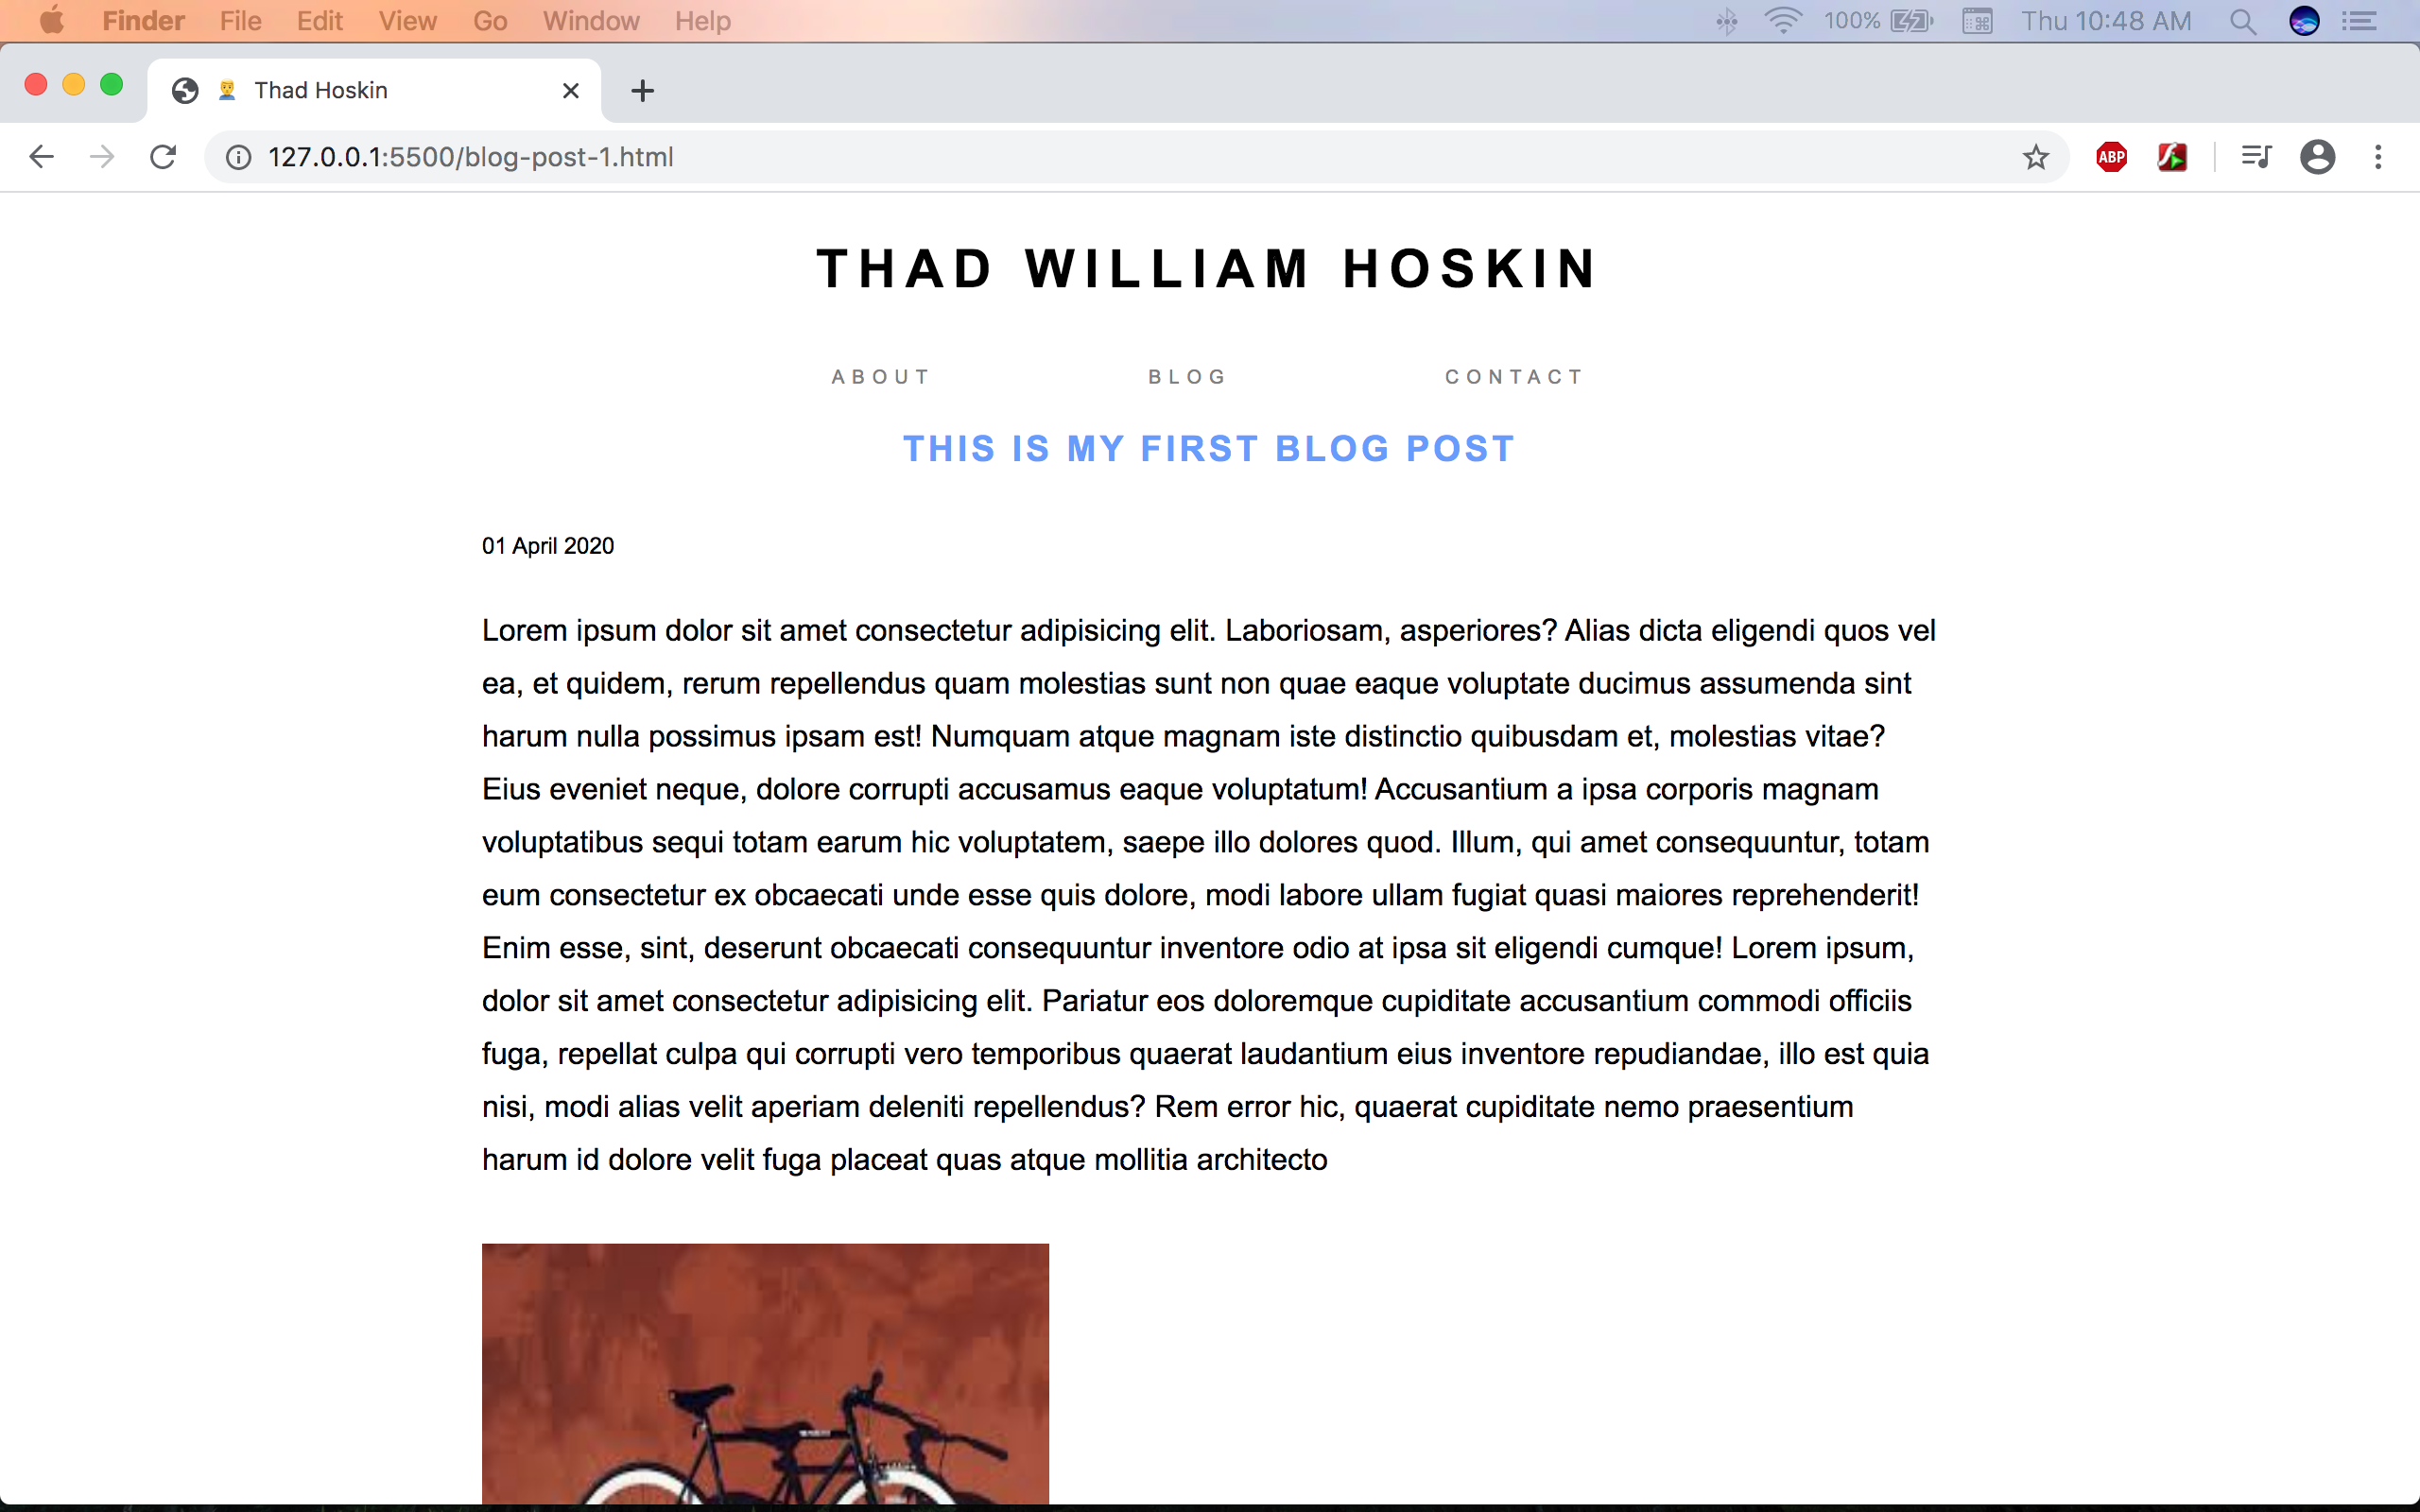 Finder File Edit View Go Window Help 100% Thu 10:48 AM
Thad Hoskin
127.0.0.1:5500/blog-post-1.html ABP
THAD WILLIAM HOSKIN
ABOUT BLOG CONTACT
THIS IS MY FIRST BLOG POST
01 April 2020
Lorem ipsum dolor sit amet consectetur adipisicing elit. Laboriosam, asperiores? Alias dicta eligendi quos vel
ea, et quidem, rerum repellendus quam molestias sunt non quae eaque voluptate ducimus assumenda sint
harum nulla possimus ipsam est! Numquam atque magnam iste distinctio quibusdam et, molestias vitae?
Eius eveniet neque, dolore corrupti accusamus eaque voluptatum! Accusantium a ipsa corporis magnam
voluptatibus sequi totam earum hic voluptatem, saepe illo dolores quod. Illum, qui amet consequuntur, totam
eum consectetur ex obcaecati unde esse quis dolore, modi labore ullam fugiat quasi maiores reprehenderit!
Enim esse, sint, deserunt obcaecati consequuntur inventore odio at ipsa sit eligendi cumque! Lorem ipsum,
dolor sit amet consectetur adipisicing elit. Pariatur eos doloremque cupiditate accusantium commodi officiis
fuga, repellat culpa qui corrupti vero temporibus quaerat laudantium eius inventore repudiandae, illo est quia
nisi, modi alias velit aperiam deleniti repellendus? Rem error hic, quaerat cupiditate nemo praesentium
harum id dolore velit fuga placeat quas atque mollitia architecto